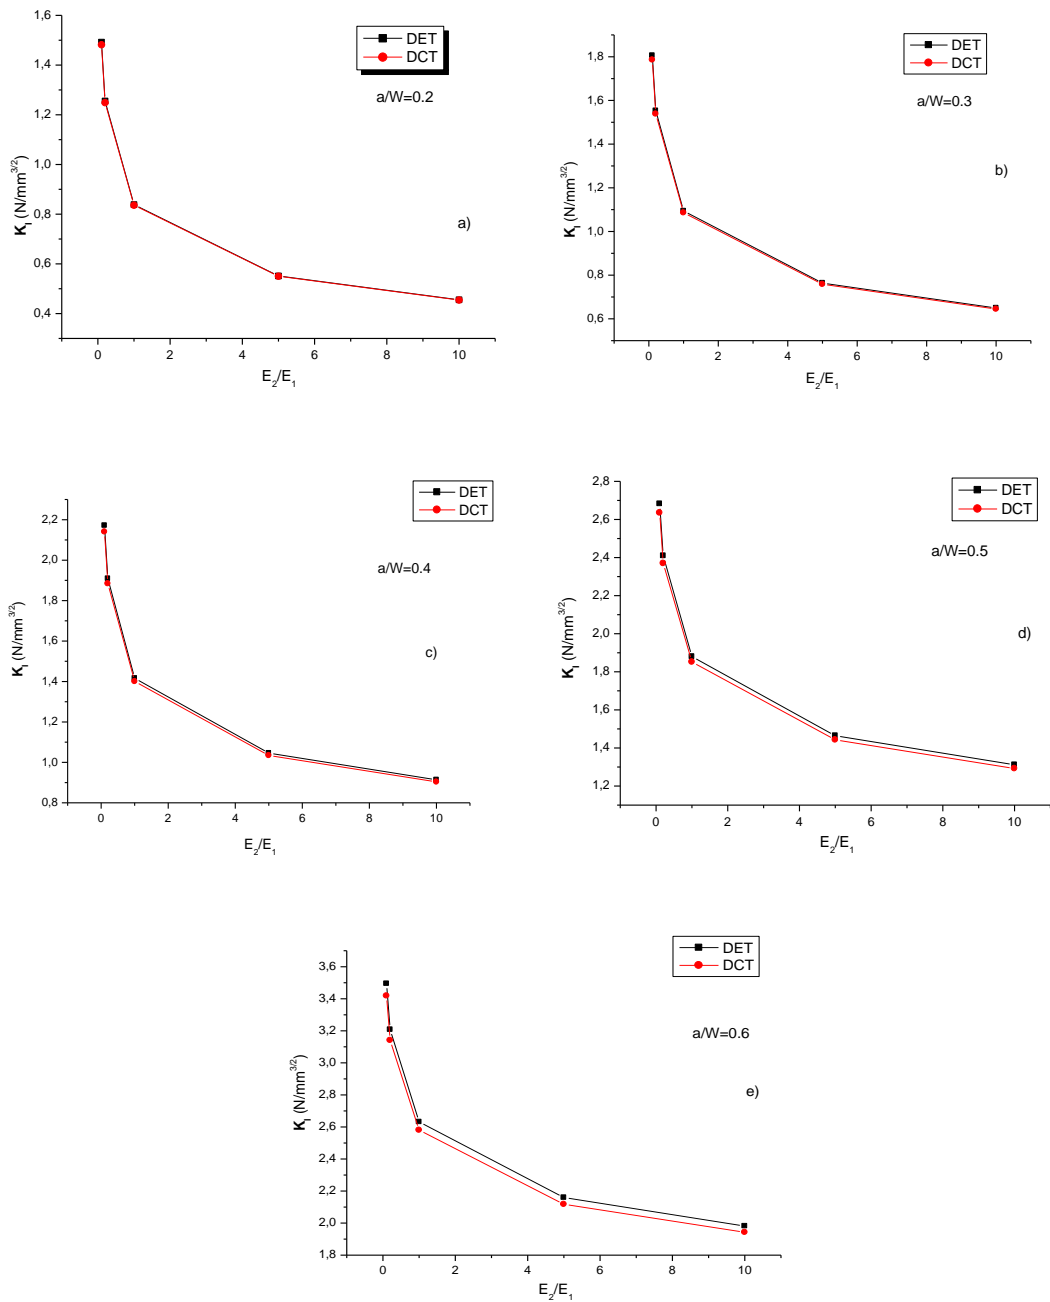 1,6
1,4
1,2
1,0
0,8
0,6
0,4
K_I (N/mm^{3/2})
DET
DCT
a/W=0.2
a)
0 2 4 6 8 10
E_2/E_1
1,8
1,6
1,4
1,2
1,0
0,8
0,6
K_I (N/mm^{3/2})
DET
DCT
a/W=0.3
b)
0 2 4 6 8 10
E_2/E_1
2,2
2,0
1,8
1,6
1,4
1,2
1,0
0,8
K_I (N/mm^{3/2})
DET
DCT
a/W=0.4
c)
0 2 4 6 8 10
E_2/E_1
2,8
2,6
2,4
2,2
2,0
1,8
1,6
1,4
1,2
K_I (N/mm^{3/2})
DET
DCT
a/W=0.5
d)
0 2 4 6 8 10
E_2/E_1
3,6
3,4
3,2
3,0
2,8
2,6
2,4
2,2
2,0
1,8
K_I (N/mm^{3/2})
DET
DCT
a/W=0.6
e)
0 2 4 6 8 10
E_2/E_1